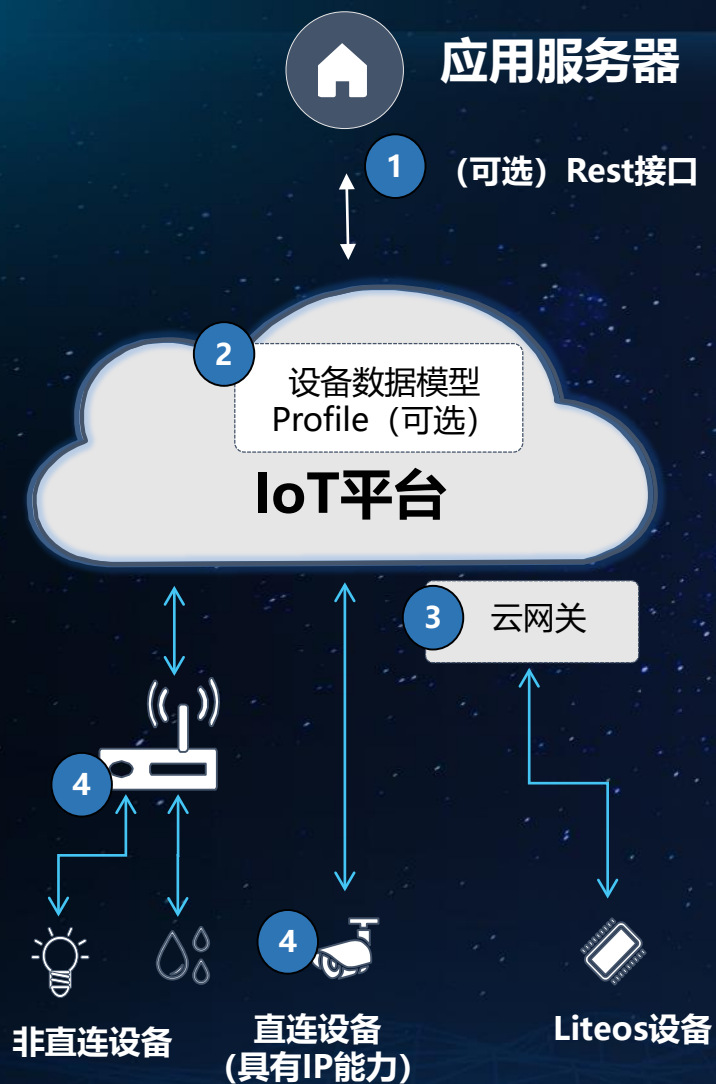 应用服务器
1
（可选）Rest接口
2
设备数据模型
Profile（可选）
IoT平台
3
云网关
4
4
非直连设备
直连设备
（具有IP能力）
Liteos设备